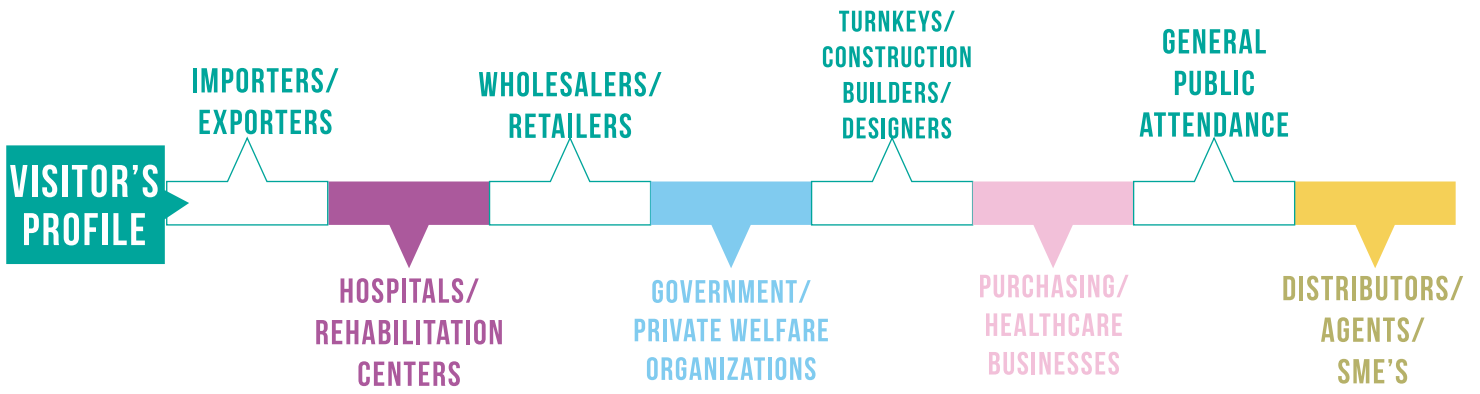 VISITOR'S
PROFILE
IMPORTERS/
EXPORTERS
HOSPITALS/
REHABILITATION
CENTERS
WHOLESALERS/
RETAILERS
GOVERNMENT/
PRIVATE WELFARE
ORGANIZATIONS
TURNKEYS/
CONSTRUCTION
BUILDERS/
DESIGNERS
PURCHASING/
HEALTHCARE
BUSINESSES
GENERAL
PUBLIC
ATTENDANCE
DISTRIBUTORS/
AGENTS/
SME'S